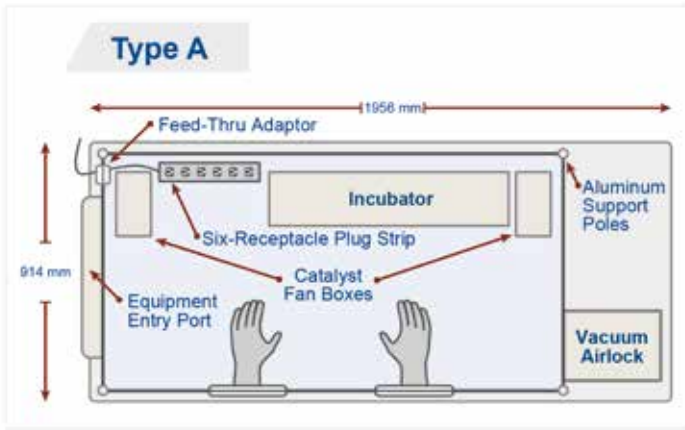 Type A
1956 mm
Feed-Thru Adaptor
Incubator
Aluminum
Support
Poles
Six-Receptacle Plug Strip
914 mm
Catalyst
Fan Boxes
Equipment
Entry Port
Vacuum
Airlock